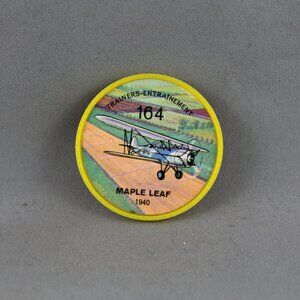 TRAINERS-ENTRAINEMENT
164
MAPLE LEAF
1940